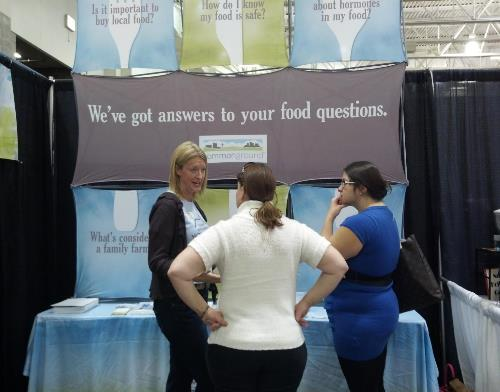 Is it important to
buy local food?
How do I know
my food is safe?
about hormones
in my food?
We've got answers to your food questions.
What's conside
a family farm